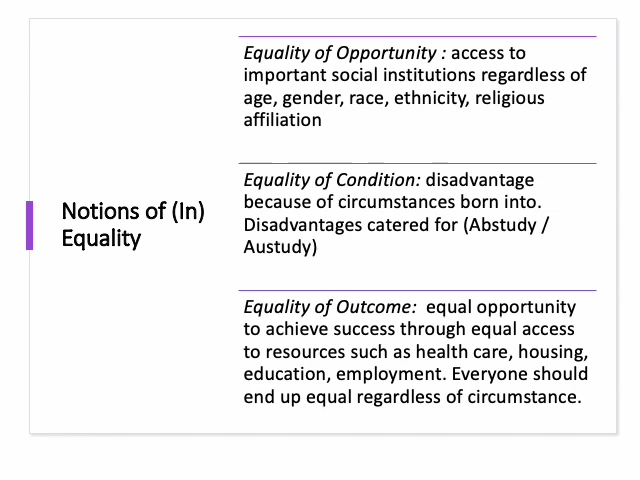 Notions of (In)
Equality
Equality of Opportunity : access to
important social institutions regardless of
age, gender, race, ethnicity, religious
affiliation
Equality of Condition: disadvantage
because of circumstances born into.
Disadvantages catered for (Abstudy /
Austudy)
Equality of Outcome:  equal opportunity
to achieve success through equal access
to resources such as health care, housing,
education, employment. Everyone should
end up equal regardless of circumstance.